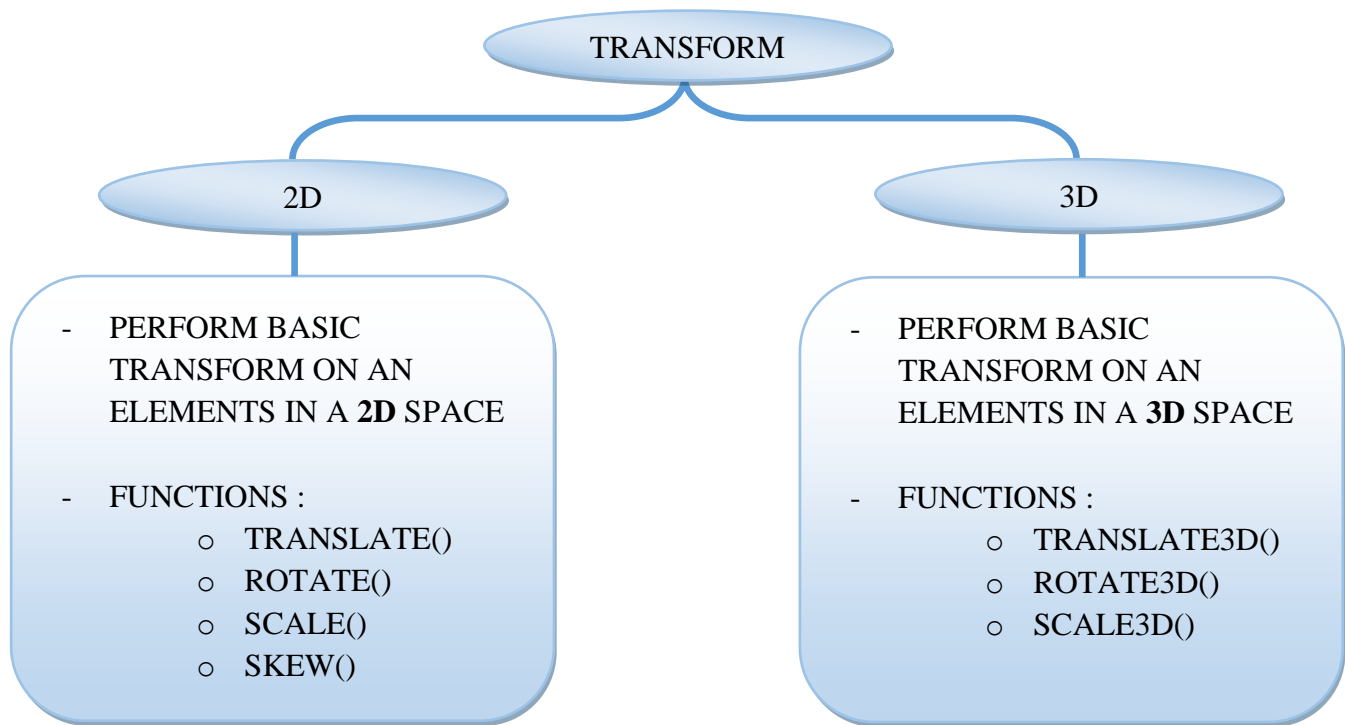 TRANSFORM
2D
- PERFORM BASIC
TRANSFORM ON AN
ELEMENTS IN A 2D SPACE
- FUNCTIONS :
o TRANSLATE()
o ROTATE()
o SCALE()
o SKEW()
3D
- PERFORM BASIC
TRANSFORM ON AN
ELEMENTS IN A 3D SPACE
- FUNCTIONS :
o TRANSLATE3D()
o ROTATE3D()
o SCALE3D()